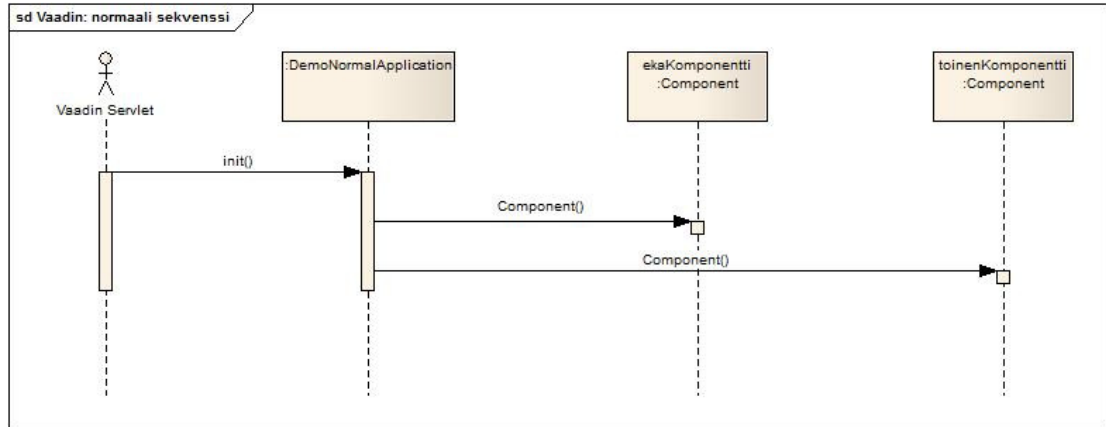 sd Vaadin: normaali sekvenssi
Vaadin Servlet
:DemoNormalApplication
ekaKomponentti
:Component
toinenKomponentti
:Component
init()
Component()
Component()